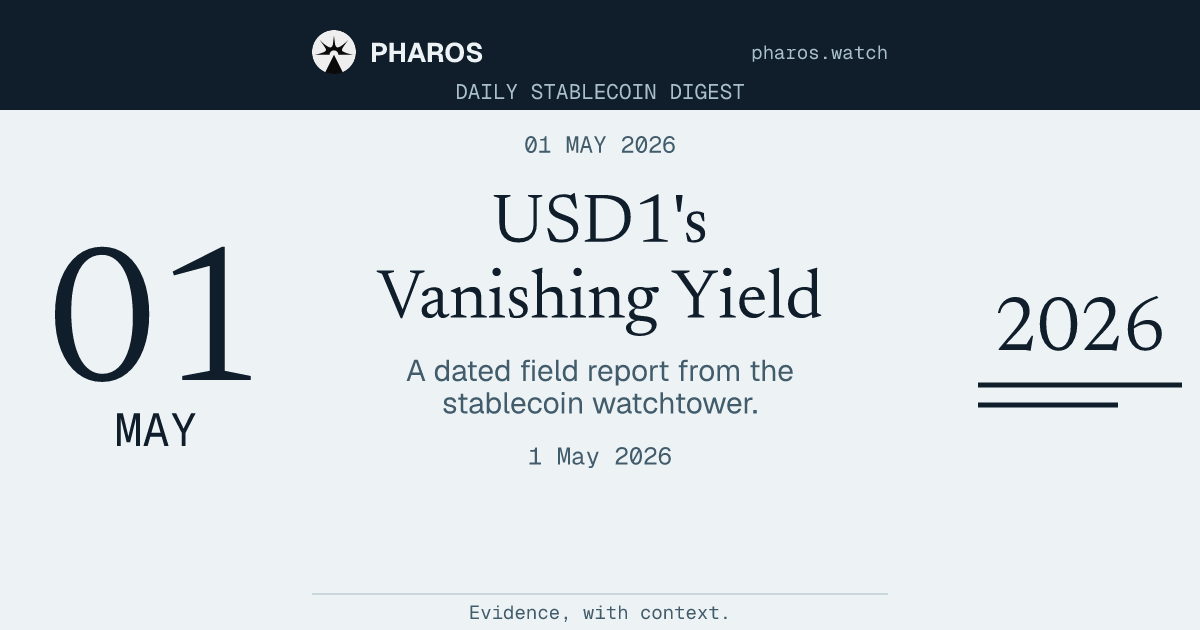 PHAROS
pharos.watch
DAILY STABLECOIN DIGEST
01 MAY 2026
USD1's
Vanishing Yield
A dated field report from the
stablecoin watchtower.
1 May 2026
01
MAY
2026
Evidence, with context.